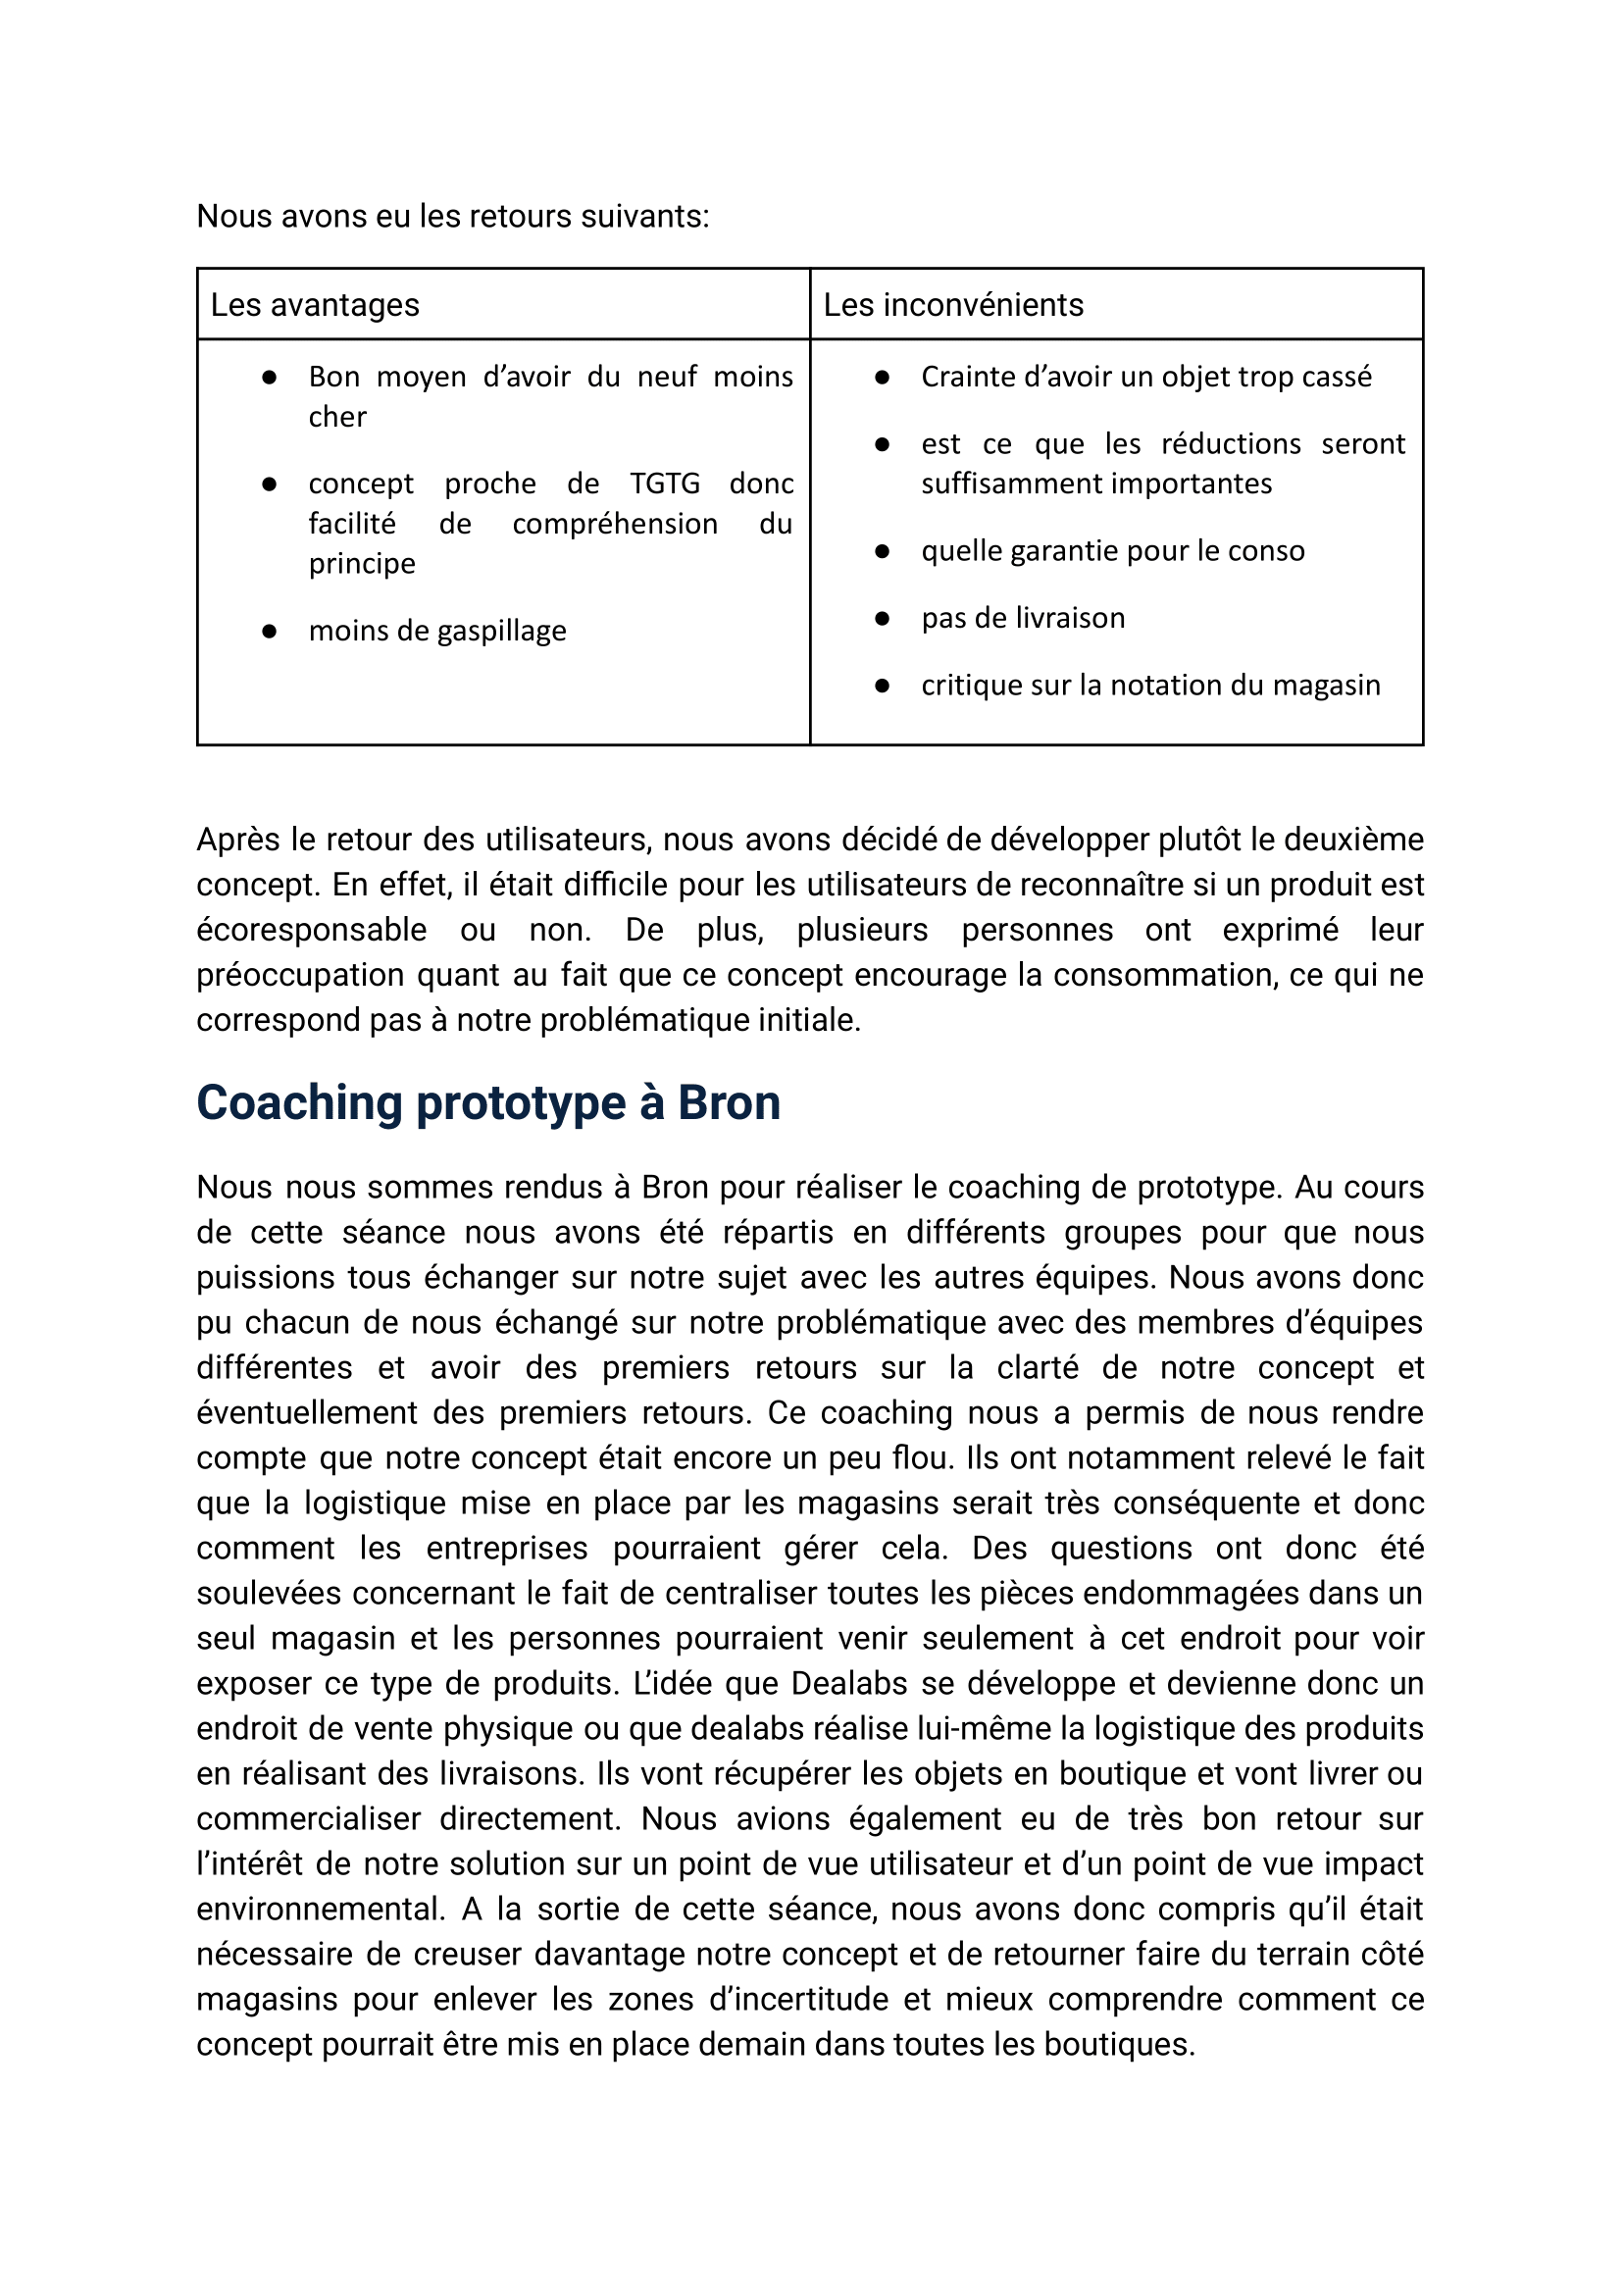 Nous avons eu les retours suivants:
Les avantages
Les inconvénients
● Bon moyen d’avoir du neuf moins
cher
● concept proche de TGTG donc
facilité de compréhension du
principe
● moins de gaspillage
● Crainte d’avoir un objet trop cassé
● est ce que les réductions seront
suffisamment importantes
● quelle garantie pour le conso
● pas de livraison
● critique sur la notation du magasin
Après le retour des utilisateurs, nous avons décidé de développer plutôt le deuxième
concept. En effet, il était difficile pour les utilisateurs de reconnaître si un produit est
écoresponsable ou non. De plus, plusieurs personnes ont exprimé leur
préoccupation quant au fait que ce concept encourage la consommation, ce qui ne
correspond pas à notre problématique initiale.
Coaching prototype à Bron
Nous nous sommes rendus à Bron pour réaliser le coaching de prototype. Au cours
de cette séance nous avons été répartis en différents groupes pour que nous
puissions tous échanger sur notre sujet avec les autres équipes. Nous avons donc
pu chacun de nous échangé sur notre problématique avec des membres d’équipes
différentes et avoir des premiers retours sur la clarté de notre concept et
éventuellement des premiers retours. Ce coaching nous a permis de nous rendre
compte que notre concept était encore un peu flou. Ils ont notamment relevé le fait
que la logistique mise en place par les magasins serait très conséquente et donc
comment les entreprises pourraient gérer cela. Des questions ont donc été
soulevées concernant le fait de centraliser toutes les pièces endommagées dans un
seul magasin et les personnes pourraient venir seulement à cet endroit pour voir
exposer ce type de produits. L’idée que Dealabs se développe et devienne donc un
endroit de vente physique ou que dealabs réalise lui-même la logistique des produits
en réalisant des livraisons. Ils vont récupérer les objets en boutique et vont livrer ou
commercialiser directement. Nous avions également eu de très bon retour sur
l’intérêt de notre solution sur un point de vue utilisateur et d’un point de vue impact
environnemental. A la sortie de cette séance, nous avons donc compris qu’il était
nécessaire de creuser davantage notre concept et de retourner faire du terrain côté
magasins pour enlever les zones d’incertitude et mieux comprendre comment ce
concept pourrait être mis en place demain dans toutes les boutiques.